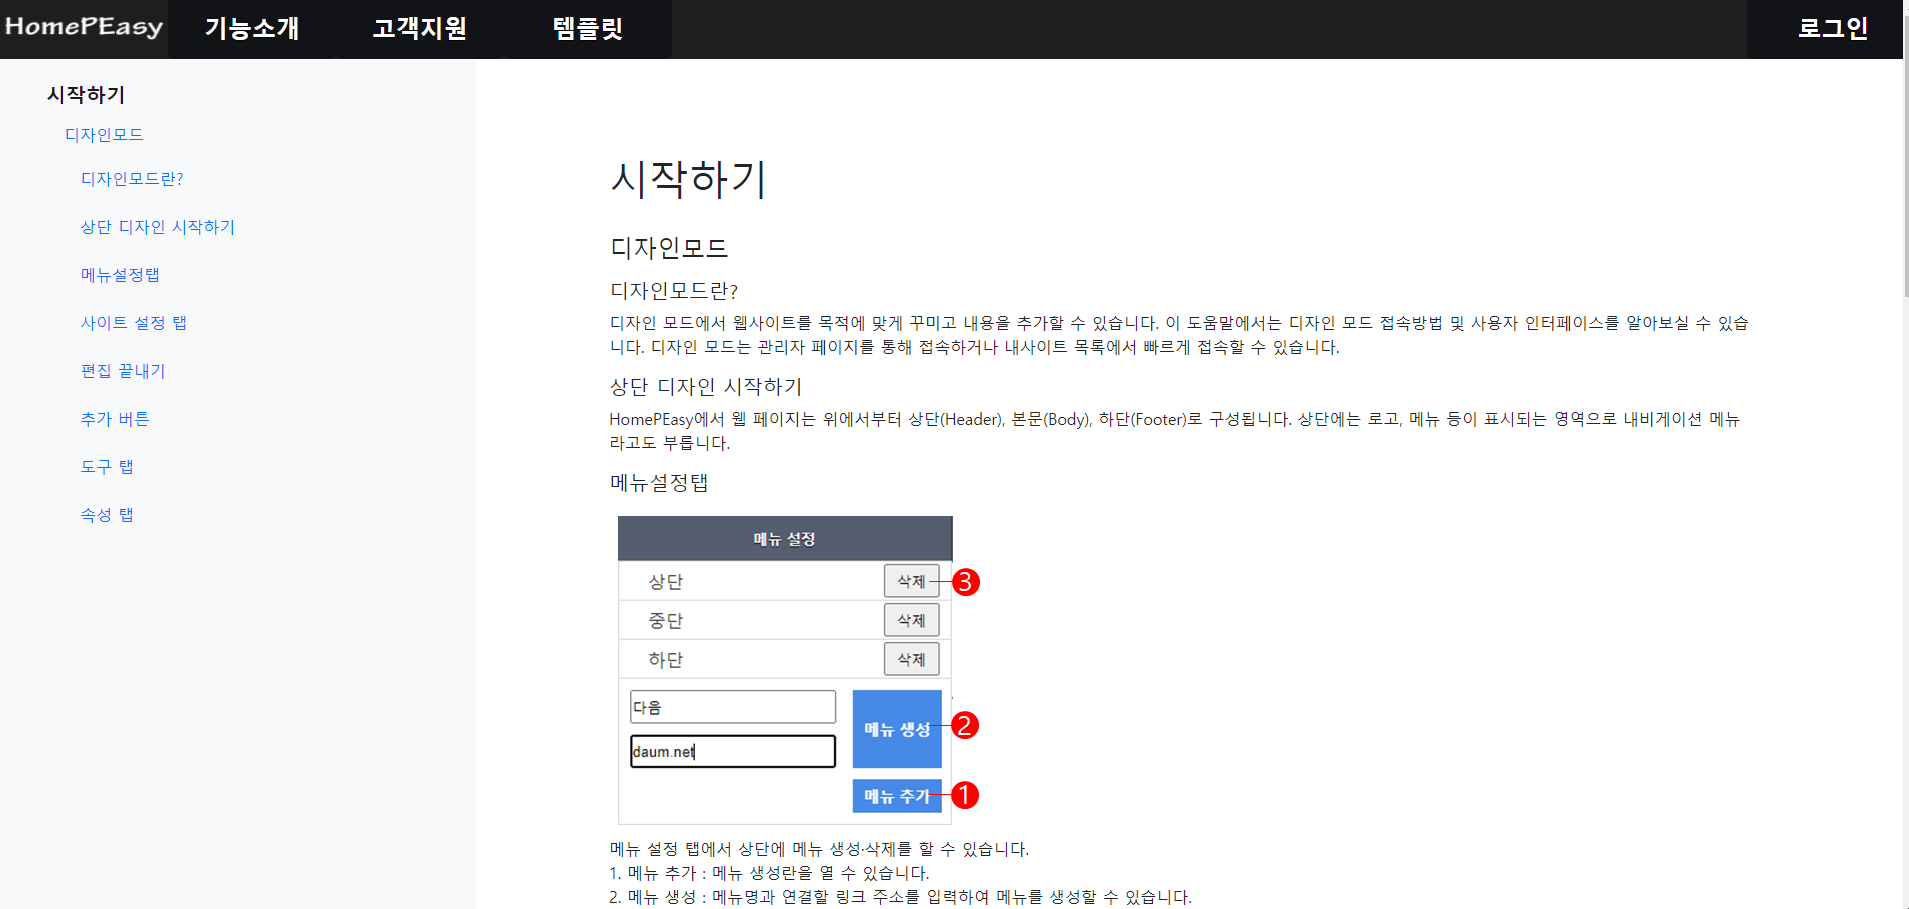 HomePEasy 기능소개 고객지원 템플릿 로그인
시작하기
디자인모드
디자인모드란?
상단 디자인 시작하기
메뉴설정탭
사이트 설정 탭
편집 끝내기
추가 버튼
도구 탭
속성 탭
시작하기
디자인모드
디자인모드란?
디자인 모드에서 웹사이트를 목적에 맞게 꾸미고 내용을 추가할 수 있습니다. 이 도움말에서는 디자인 모드 접속방법 및 사용자 인터페이스를 알아보실 수 있습
니다. 디자인 모드는 관리자 페이지를 통해 접속하거나 내사이트 목록에서 빠르게 접속할 수 있습니다.
상단 디자인 시작하기
HomePEasy에서 웹 페이지는 위에서부터 상단(Header), 본문(Body), 하단(Footer)로 구성됩니다. 상단에는 로고, 메뉴 등이 표시되는 영역으로 내비게이션 메뉴
라고도 부릅니다.
메뉴설정탭
메뉴 설정
상단 삭제 3
중단 삭제
하단 삭제
다음
메뉴 생성 2
daum.net
메뉴 추가 1
메뉴 설정 탭에서 상단에 메뉴 생성·삭제를 할 수 있습니다.
1. 메뉴 추가 : 메뉴 생성란을 열 수 있습니다.
2. 메뉴 생성 : 메뉴명과 연결할 링크 주소를 입력하여 메뉴를 생성할 수 있습니다.